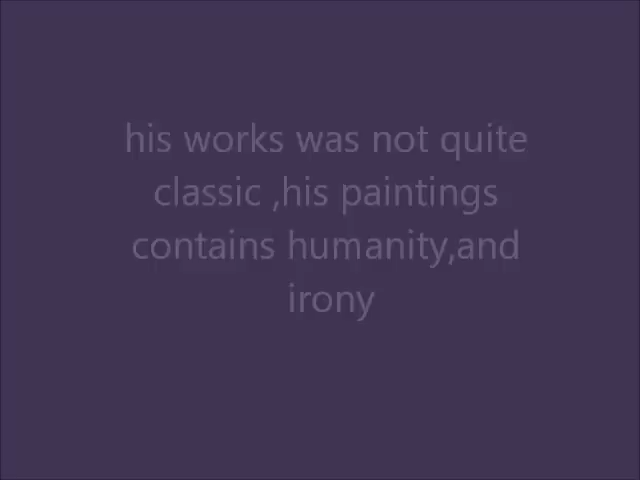 his works was not quite
classic ,his paintings
contains humanity,and
irony